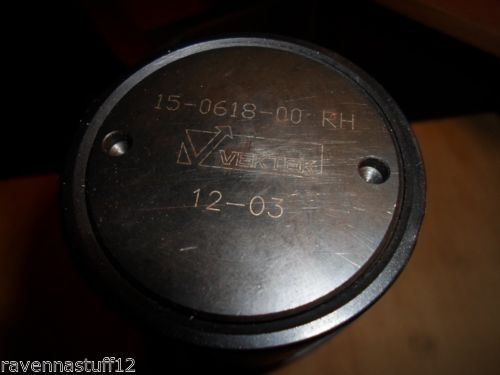 15-0618-00 RH
VEKTEK
12-03
ravennastuff12